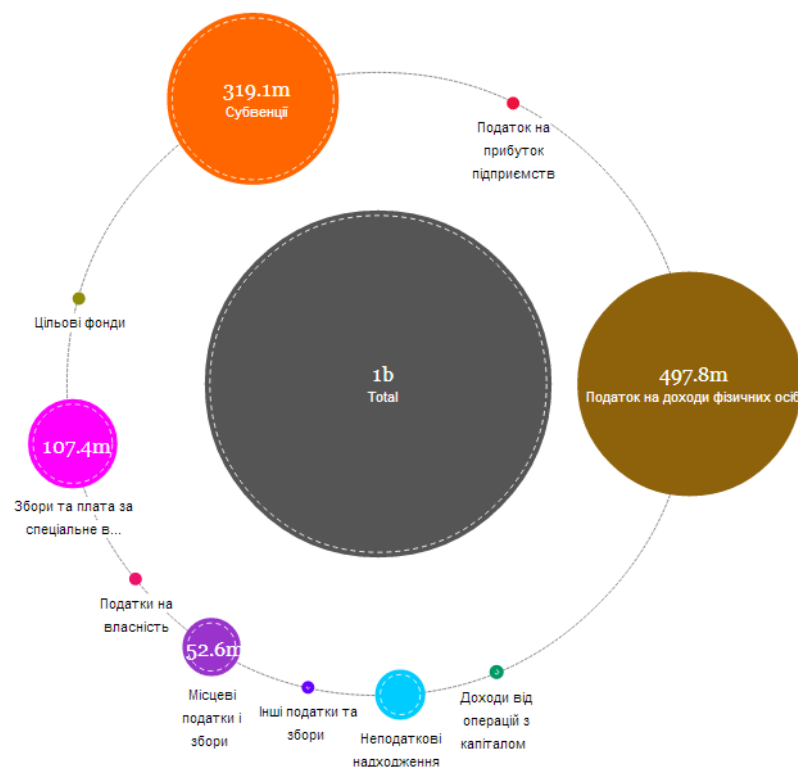 319.1m
Субвенції
Податок на
прибуток
підприємств
Цільові фонди
1b
Total
497.8m
Податок на доходи фізичних осіб
107.4m
Збори та плата за
спеціальне в...
Податки на
власність
52.6m
Місцеві
податки і
збори
Інші податки та
збори
Неподаткові
надходження
Доходи від
операцій з
капіталом